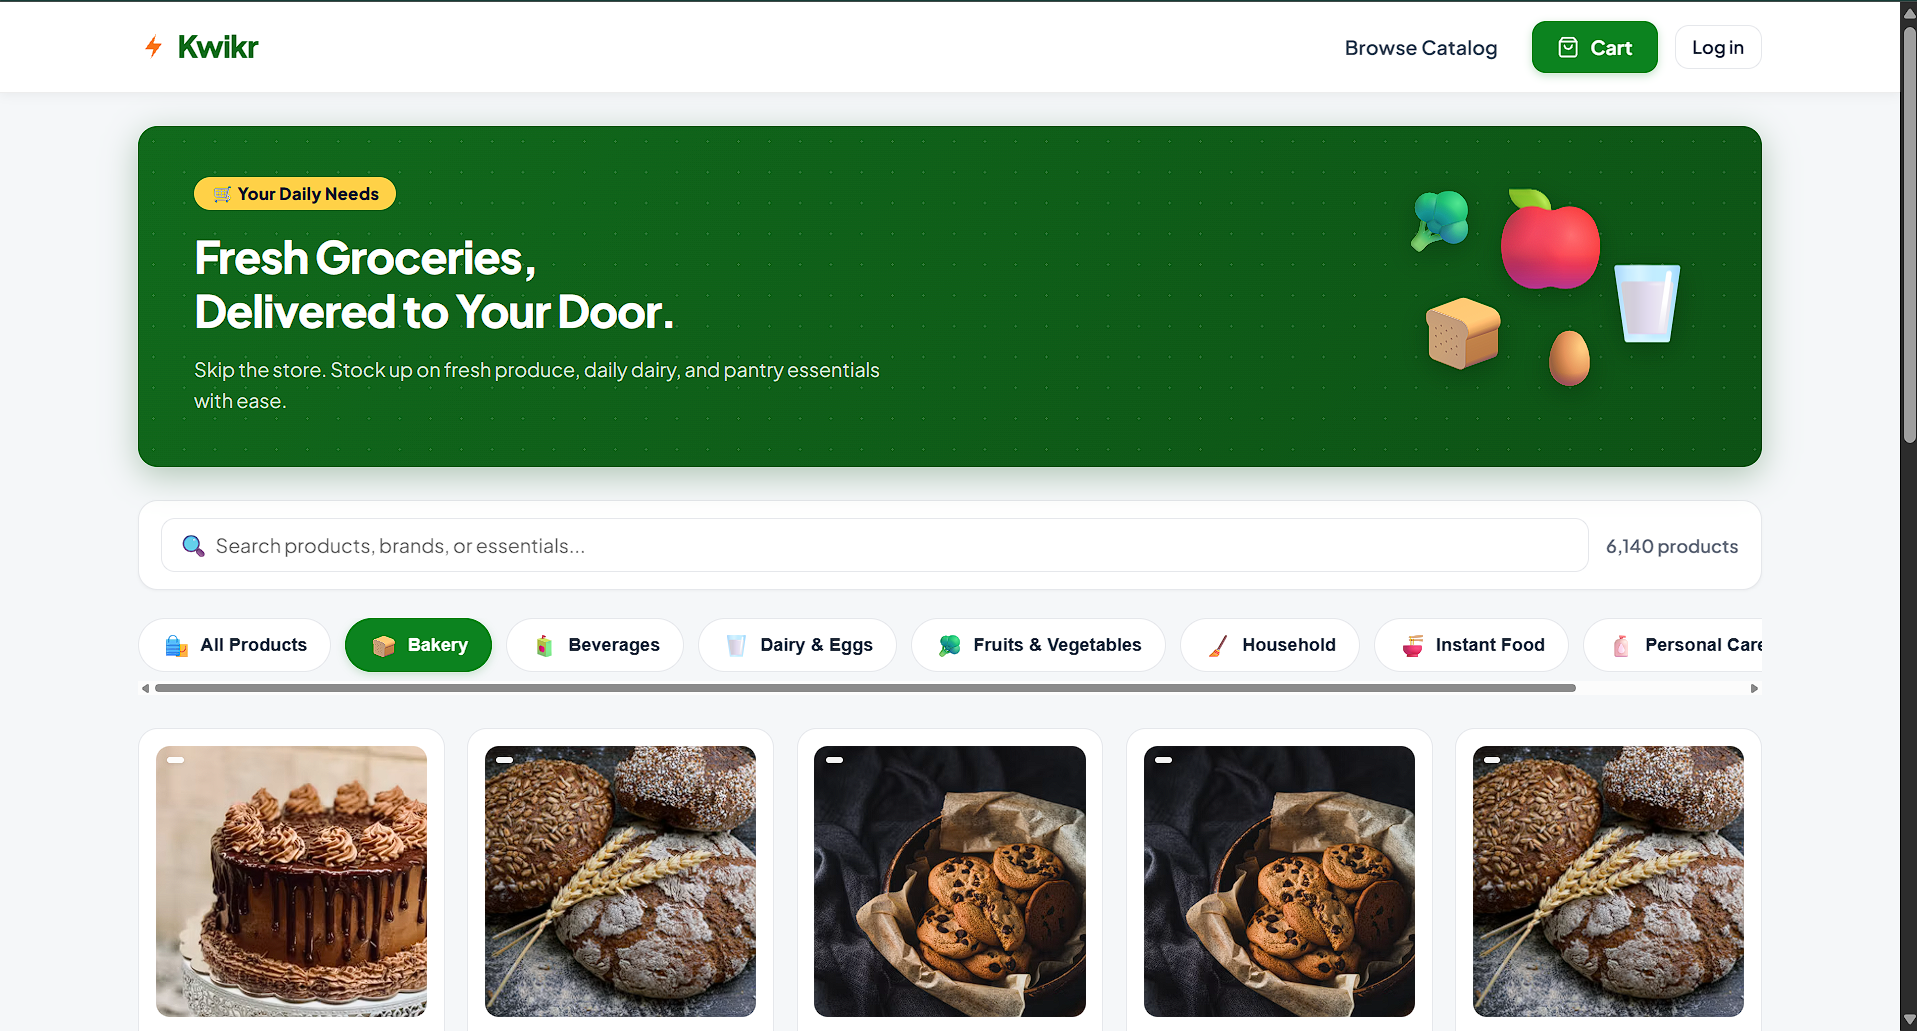 Kwikr
Browse Catalog
Cart
Log in
Your Daily Needs
Fresh Groceries,
Delivered to Your Door.
Skip the store. Stock up on fresh produce, daily dairy, and pantry essentials
with ease.
Search products, brands, or essentials...
6,140 products
All Products
Bakery
Beverages
Dairy & Eggs
Fruits & Vegetables
Household
Instant Food
Personal Care